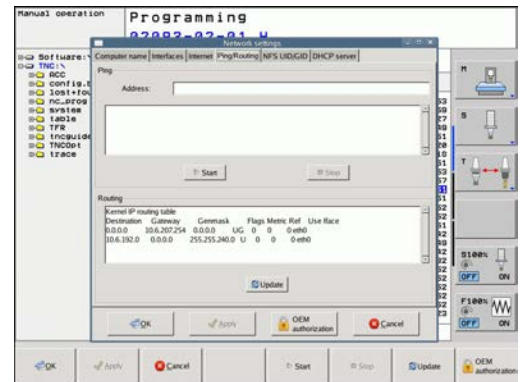 Manual operation
Programming
Network settings
Software:
TNC:\
ACC
config.
lost+fou
nc_prog
system
table
TFR
tncguide
TNCOpt
trace
Computer name Interfaces Internet Ping/Routing NFS UID/GID DHCP server
Ping
Address:
Start Stop
Routing
Kernel IP routing table
Destination Gateway Genmask Flags Metric Ref Use Iface
0.0.0.0 10.6.207.254 0.0.0.0 UG 0 0 0 eth0
10.6.192.0 0.0.0.0 255.255.240.0 U 0 0 0 eth0
Update
OK Apply OEM authorization Cancel
M
S
T
S100%
OFF ON
F100%
OFF ON
OK Apply Cancel Start Stop Update OEM authorization